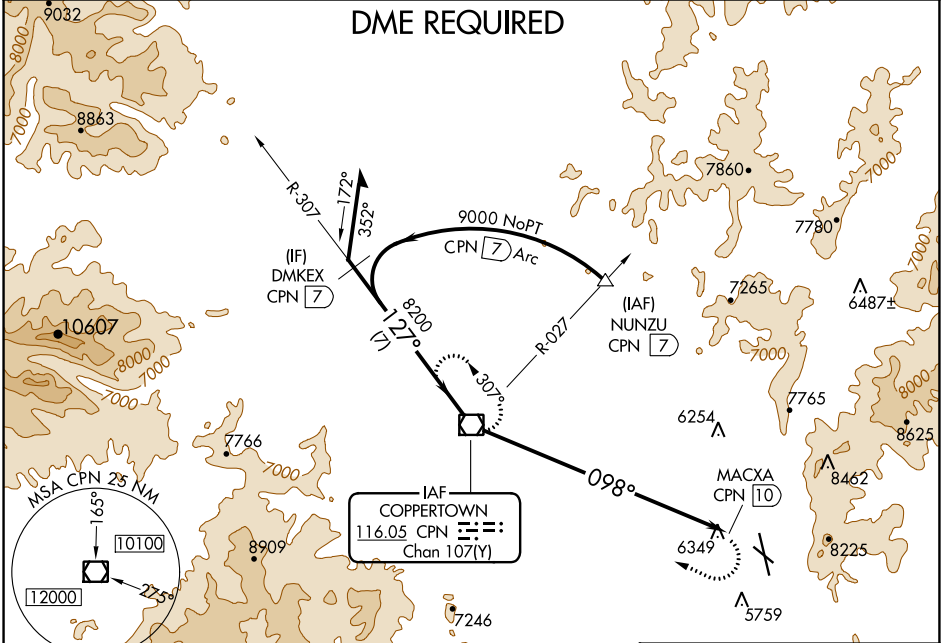 DME REQUIRED
9032
8000
7000
8863
R-307
172°
352°
9000 NoPT
CPN 7 Arc
7860
7000
7780
7000
(IF)
DMKEX
CPN 7
8200
127°
(7)
7265
6487±
(IAF)
NUNZU
CPN 7
R-027
10607
8000
7000
7000
7000
8000
307°
7765
6254
8625
7766
7000
098°
MACXA
CPN 10
8462
MSA CPN 25 NM
165°
10100
12000
275°
IAF
COPPERTOWN
116.05 CPN
Chan 107(Y)
8909
6349
8225
5759
7246